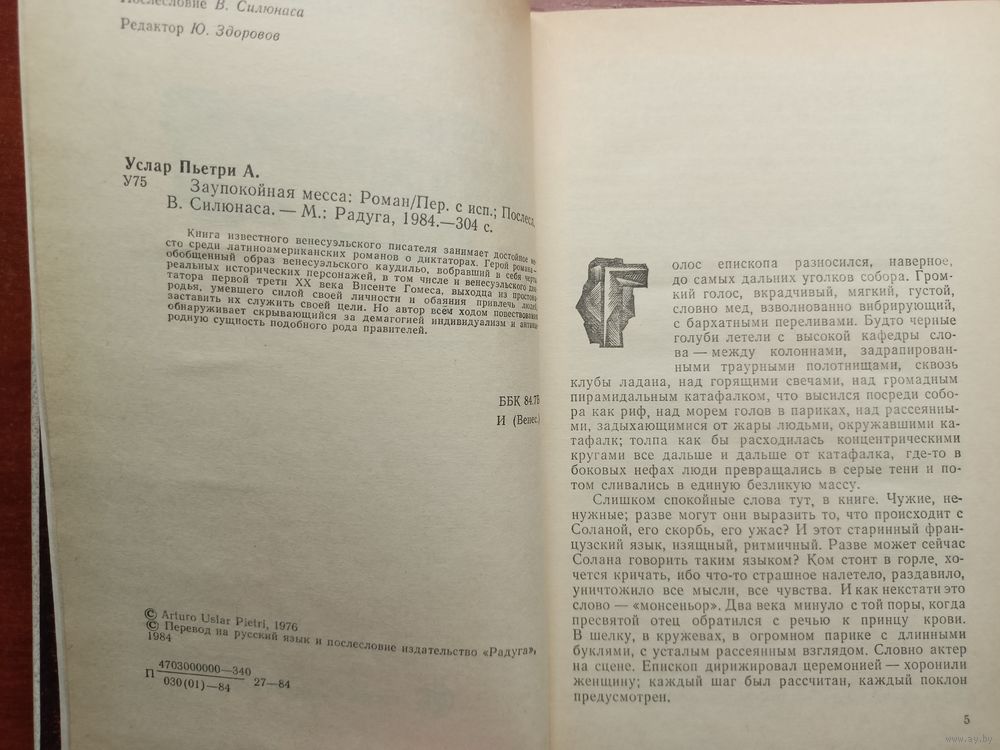 Послесловие В. Силюнаса
Редактор Ю. Здоровов
Услар Пьетри А.
У75
Заупокойная месса: Роман/Пер. с исп.; Послесл.
В. Силюнаса. — М.: Радуга, 1984.—304 с.
Книга известного венесуэльского писателя занимает достойное ме-
сто среди латиноамериканских романов о диктаторах. Герой романа —
обобщенный образ венесуэльского каудильо, вобравший в себя черты
реальных исторических персонажей, в том числе и венесуэльского дик-
татора первой трети XX века Висенте Гомеса, выходца из простона-
родья, умевшего силой своей личности и обаяния привлечь людей,
заставить их служить своей цели. Но автор всем ходом повествования
обнаруживает скрывающийся за демагогией индивидуализм и антина-
родную сущность подобного рода правителей.
ББК 84.7В
И (Венес.)
© Arturo Uslar Pietri, 1976
© Перевод на русский язык и послесловие издательство «Радуга»,
1984
П 4703000000—340
030(01)—84 27—84
Голос епископа разносился, наверное,
до самых дальних уголков собора. Гром-
кий голос, вкрадчивый, мягкий, густой,
словно мед, взволнованно вибрирующий,
с бархатными переливами. Будто черные
голуби летели с высокой кафедры сло-
ва — между колоннами, задрапирован-
ными траурными полотнищами, сквозь
клубы ладана, над горящими свечами, над громадным
пирамидальным катафалком, что высился посреди собо-
ра как риф, над морем голов в париках, над рассеянны-
ми, задыхающимися от жары людьми, окружавшими ка-
тафалк; толпа как бы расходилась концентрическими
кругами все дальше и дальше от катафалка, где-то в
боковых нефах люди превращались в серые тени и по-
том сливались в единую безликую массу.
Слишком спокойные слова тут, в книге. Чужие, не-
нужные; разве могут они выразить то, что происходит с
Соланой, его скорбь, его ужас? И этот старинный фран-
цузский язык, изящный, ритмичный. Разве может сейчас
Солана говорить таким языком? Ком стоит в горле, хо-
чется кричать, ибо что-то страшное налетело, раздавило,
уничтожило все мысли, все чувства. И как некстати это
слово — «монсеньор». Два века минуло с той поры, когда
пресвятой отец обратился с речью к принцу крови.
В шелку, в кружевах, в огромном парике с длинными
буклями, с усталым рассеянным взглядом. Словно актер
на сцене. Епископ дирижировал церемонией — хоронили
женщину; каждый шаг был рассчитан, каждый поклон
предусмотрен.
5
www.ay.by